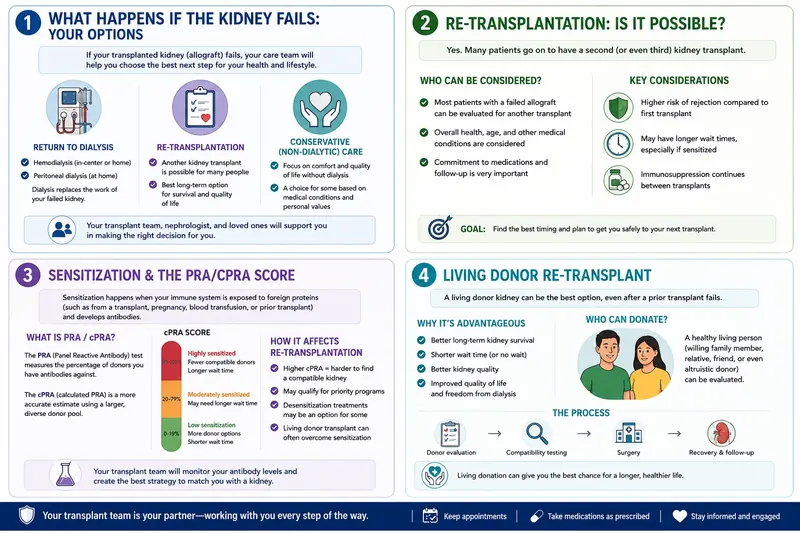 1
WHAT HAPPENS IF THE KIDNEY FAILS:
YOUR OPTIONS
If your transplanted kidney (allograft) fails, your care team will
help you choose the best next step for your health and lifestyle.
RETURN TO DIALYSIS
Hemodialysis (in-center or home)
Peritoneal dialysis (at home)
Dialysis replaces the work of
your failed kidney.
RE-TRANSPLANTATION
Another kidney transplant
is possible for many people
Best long-term option
for survival and quality
of life
CONSERVATIVE
(NON-DIALYTIC) CARE
Focus on comfort and quality
of life without dialysis
A choice for some based on
medical conditions and
personal values
Your transplant team, nephrologist, and loved ones will support you
in making the right decision for you.
2
RE-TRANSPLANTATION: IS IT POSSIBLE?
Yes. Many patients go on to have a second (or even third) kidney transplant.
WHO CAN BE CONSIDERED?
Most patients with a failed allograft
can be evaluated for another transplant
Overall health, age, and other medical
conditions are considered
Commitment to medications and
follow-up is very important
KEY CONSIDERATIONS
Higher risk of rejection compared to
first transplant
May have longer wait times,
especially if sensitized
Immunosuppression continues
between transplants
GOAL: Find the best timing and plan to get you safely to your next transplant.
3
SENSITIZATION & THE PRA/CPRA SCORE
Sensitization happens when your immune system is exposed to foreign proteins
(such as from a transplant, pregnancy, blood transfusion, or prior transplant)
and develops antibodies.
WHAT IS PRA / cPRA?
The PRA (Panel Reactive Antibody) test
measures the percentage of donors you
have antibodies against.
The cPRA (calculated PRA) is a more
accurate estimate using a larger,
diverse donor pool.
cPRA SCORE
Highly sensitized
Fewer compatible donors
Longer wait time
20–79%
Moderately sensitized
May need longer wait time
0-19%
Low sensitization
More donor options
Shorter wait time
HOW IT AFFECTS
RE-TRANSPLANTATION
Higher cPRA = harder to find
a compatible kidney
May qualify for priority programs
Desensitization treatments
may be an option for some
Living donor transplant can
often overcome sensitization
Your transplant team will monitor your antibody levels and
create the best strategy to match you with a kidney.
4
LIVING DONOR RE-TRANSPLANT
A living donor kidney can be the best option, even after a prior transplant fails.
WHY IT'S ADVANTAGEOUS
Better long-term kidney survival
Shorter wait time (or no wait)
Better kidney quality
Improved quality of life
and freedom from dialysis
WHO CAN DONATE?
A healthy living person
(willing family member,
relative, friend, or even
altruistic donor)
can be evaluated.
THE PROCESS
Donor evaluation
Compatibility testing
Surgery
Recovery & follow-up
Living donation can give you the best chance for a longer, healthier life.
Your transplant team is your partner—working with you every step of the way.
Keep appointments
Take medications as prescribed
Stay informed and engaged